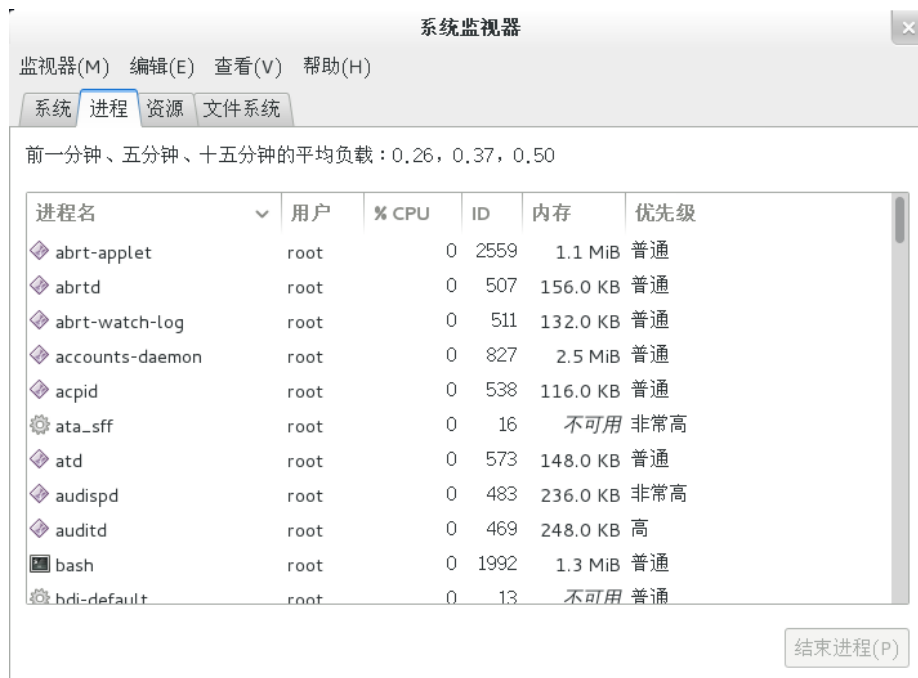 系统监视器
监视器(M) 编辑(E) 查看(V) 帮助(H)
系统 进程 资源 文件系统
前一分钟、五分钟、十五分钟的平均负载：0.26，0.37，0.50
进程名 用户 % CPU ID 内存 优先级
abrt-applet root 0 2559 1.1 MiB 普通
abrtd root 0 507 156.0 KB 普通
abrt-watch-log root 0 511 132.0 KB 普通
accounts-daemon root 0 827 2.5 MiB 普通
acpid root 0 538 116.0 KB 普通
ata_sff root 0 16 不可用 非常高
atd root 0 573 148.0 KB 普通
audispd root 0 483 236.0 KB 非常高
auditd root 0 469 248.0 KB 高
bash root 0 1992 1.3 MiB 普通
bdi-default root 0 13 不可用 普通
结束进程(P)